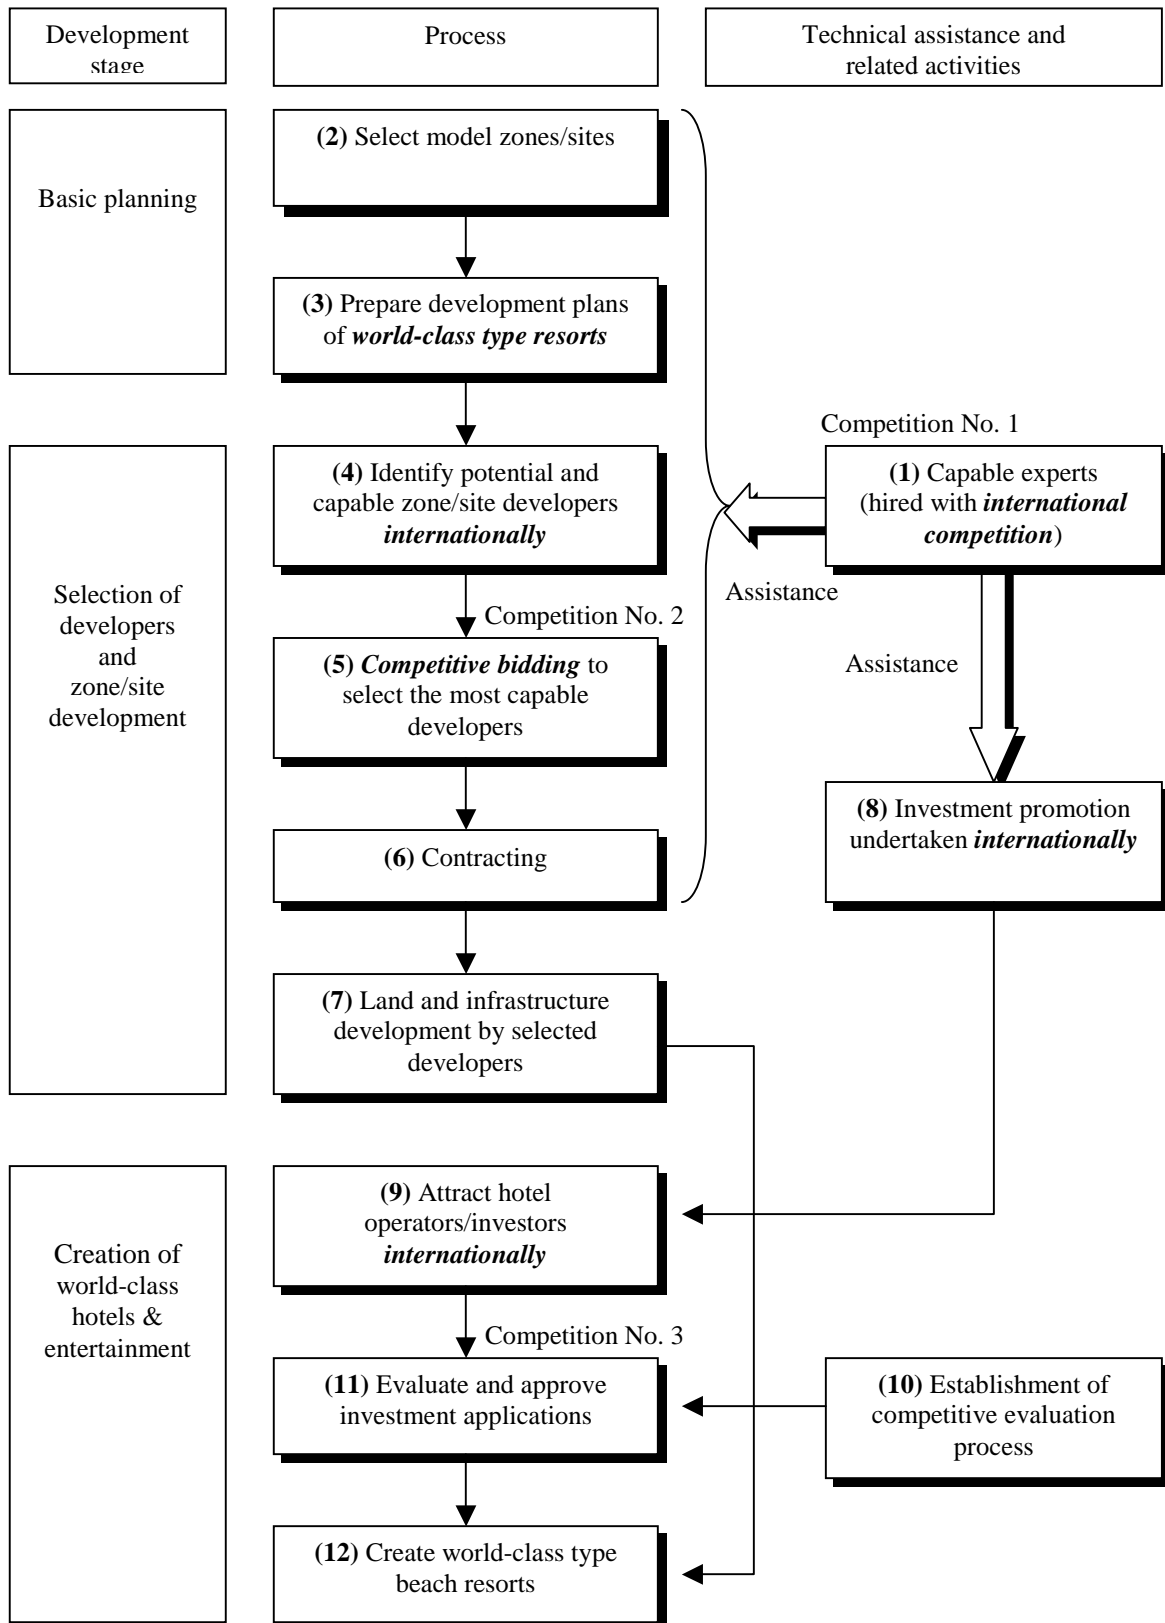 Development
stage
Process
Technical assistance and
related activities
Basic planning
(2) Select model zones/sites
(3) Prepare development plans
of world-class type resorts
Competition No. 1
(1) Capable experts
(hired with international
competition)
Assistance
Assistance
Selection of
developers
and
zone/site
development
(4) Identify potential and
capable zone/site developers
internationally
Competition No. 2
(5) Competitive bidding to
select the most capable
developers
(6) Contracting
(8) Investment promotion
undertaken internationally
(7) Land and infrastructure
development by selected
developers
Creation of
world-class
hotels &
entertainment
(9) Attract hotel
operators/investors
internationally
Competition No. 3
(11) Evaluate and approve
investment applications
(10) Establishment of
competitive evaluation
process
(12) Create world-class type
beach resorts